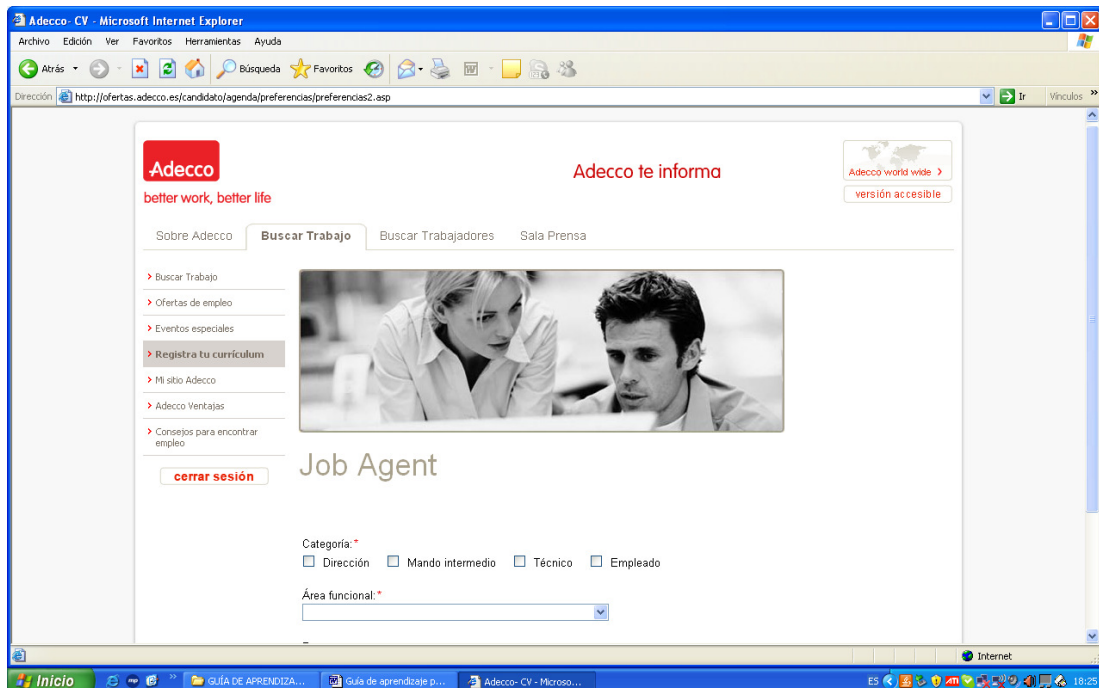 Adecco- CV - Microsoft Internet Explorer
Archivo Edición Ver Favoritos Herramientas Ayuda
Atrás Búsqueda Favoritos
Dirección http://ofertas.adecco.es/candidato/agenda/preferencias/preferencias2.asp Ir Vínculos »
Adecco
better work, better life
Adecco te informa
Adecco world wide >
versión accesible
Sobre Adecco Buscar Trabajo Buscar Trabajadores Sala Prensa
> Buscar Trabajo
> Ofertas de empleo
> Eventos especiales
> Registra tu currículum
> Mi sitio Adecco
> Adecco Ventajas
> Consejos para encontrar
empleo
cerrar sesión
Job Agent
Categoría:*
Dirección Mando intermedio Técnico Empleado
Área funcional:*
Internet
Inicio » GUÍA DE APRENDIZA... Guía de aprendizaje p... Adecco- CV - Microso... ES 18:25